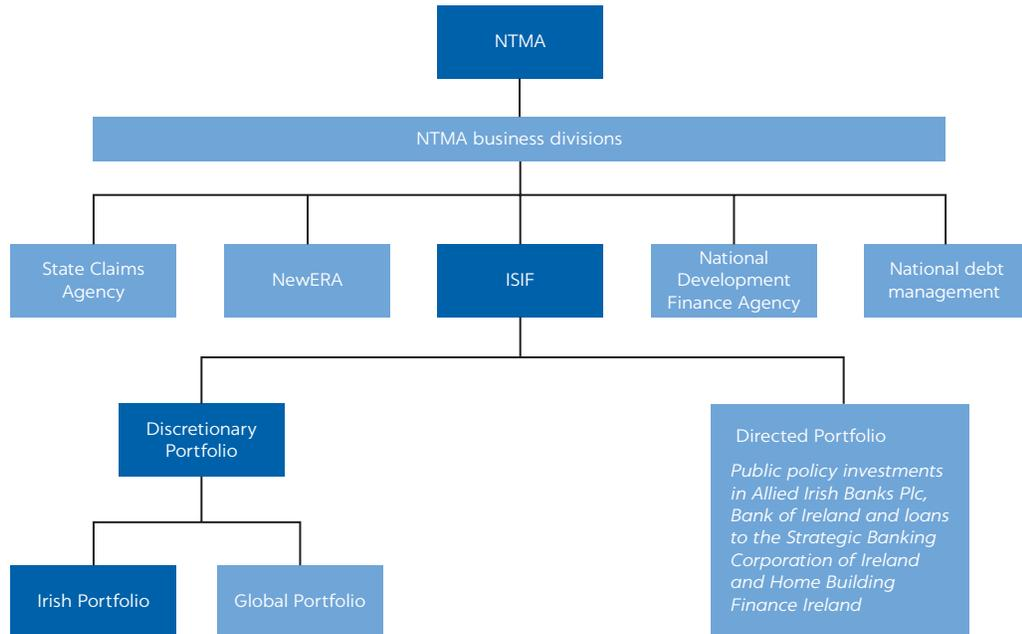 NTMA
NTMA business divisions
State Claims
Agency
NewERA
ISIF
National
Development
Finance Agency
National debt
management
Discretionary
Portfolio
Directed Portfolio
Public policy investments
in Allied Irish Banks Plc,
Bank of Ireland and loans
to the Strategic Banking
Corporation of Ireland
and Home Building
Finance Ireland
Irish Portfolio
Global Portfolio